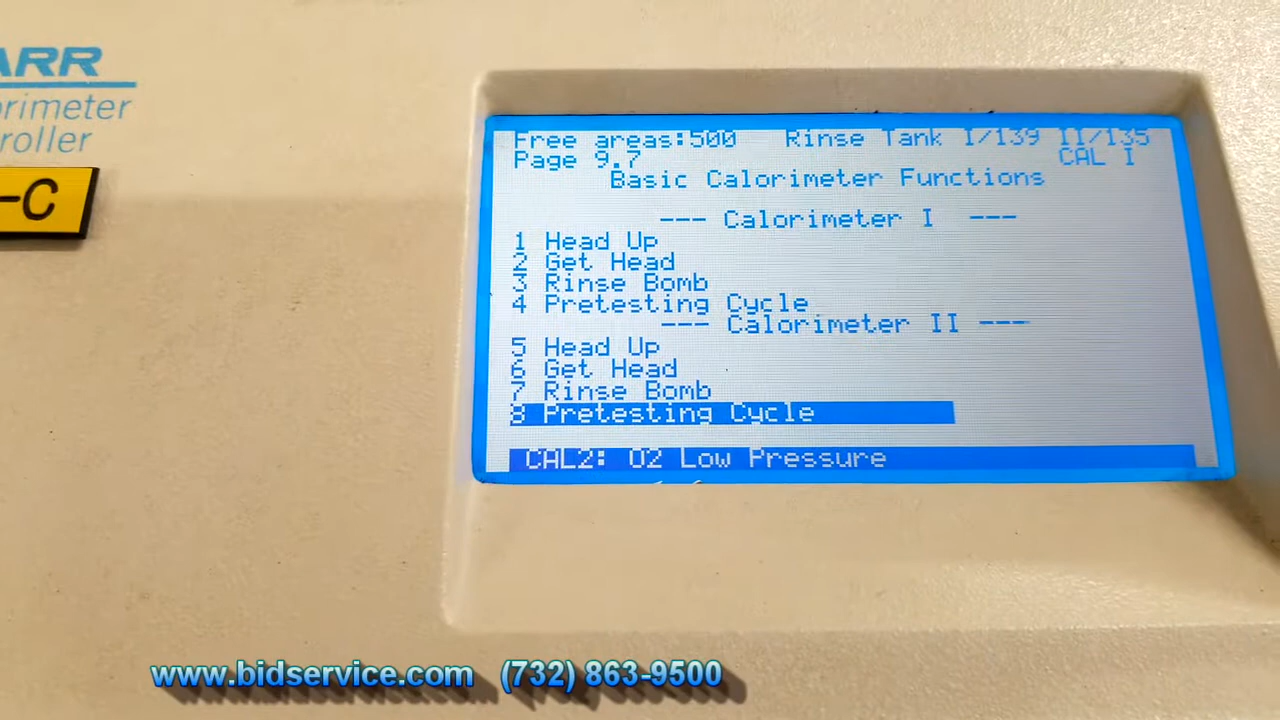 ARR
orimeter
roller
-C
Free areas:500 Rinse Tank I/139 II/135
Page 9.7 CAL I
Basic Calorimeter Functions
--- Calorimeter I ---
1 Head Up
2 Get Head
3 Rinse Bomb
4 Pretesting Cycle
--- Calorimeter II ---
5 Head Up
6 Get Head
7 Rinse Bomb
8 Pretesting Cycle
CAL2: O2 Low Pressure
www.bidservice.com (732) 863-9500